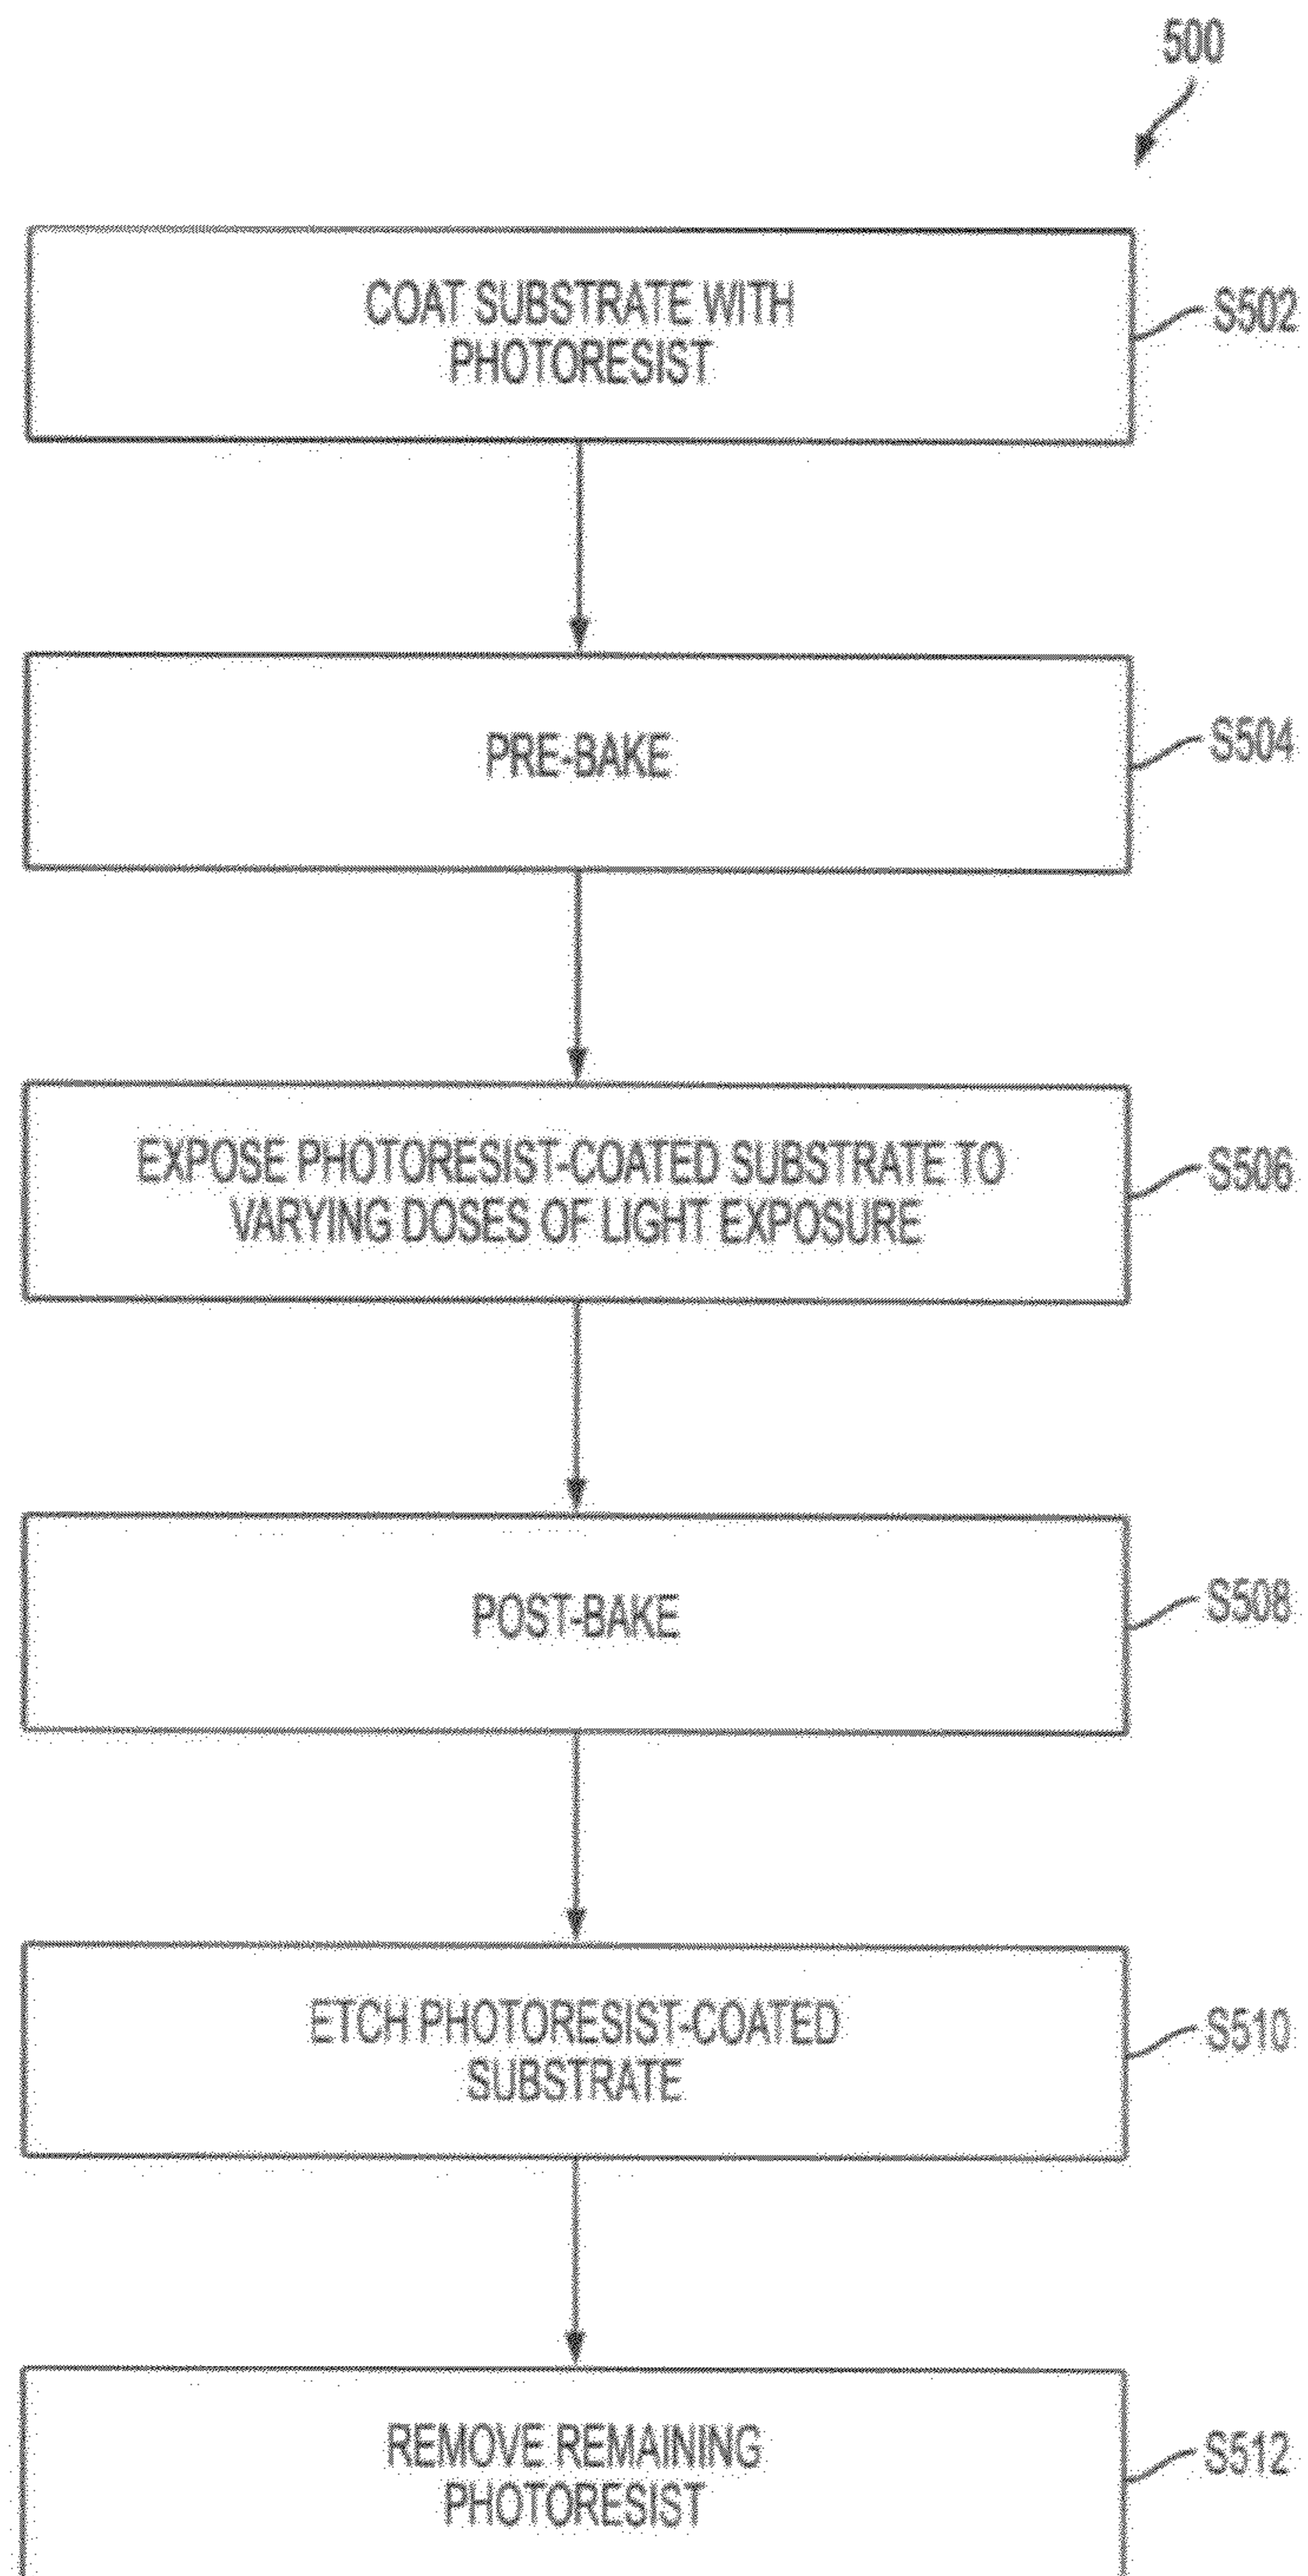 500
COAT SUBSTRATE WITH
PHOTORESIST
S502
PRE-BAKE
S504
EXPOSE PHOTORESIST-COATED SUBSTRATE TO
VARYING DOSES OF LIGHT EXPOSURE
S506
POST-BAKE
S508
ETCH PHOTORESIST-COATED
SUBSTRATE
S510
REMOVE REMAINING
PHOTORESIST
S512